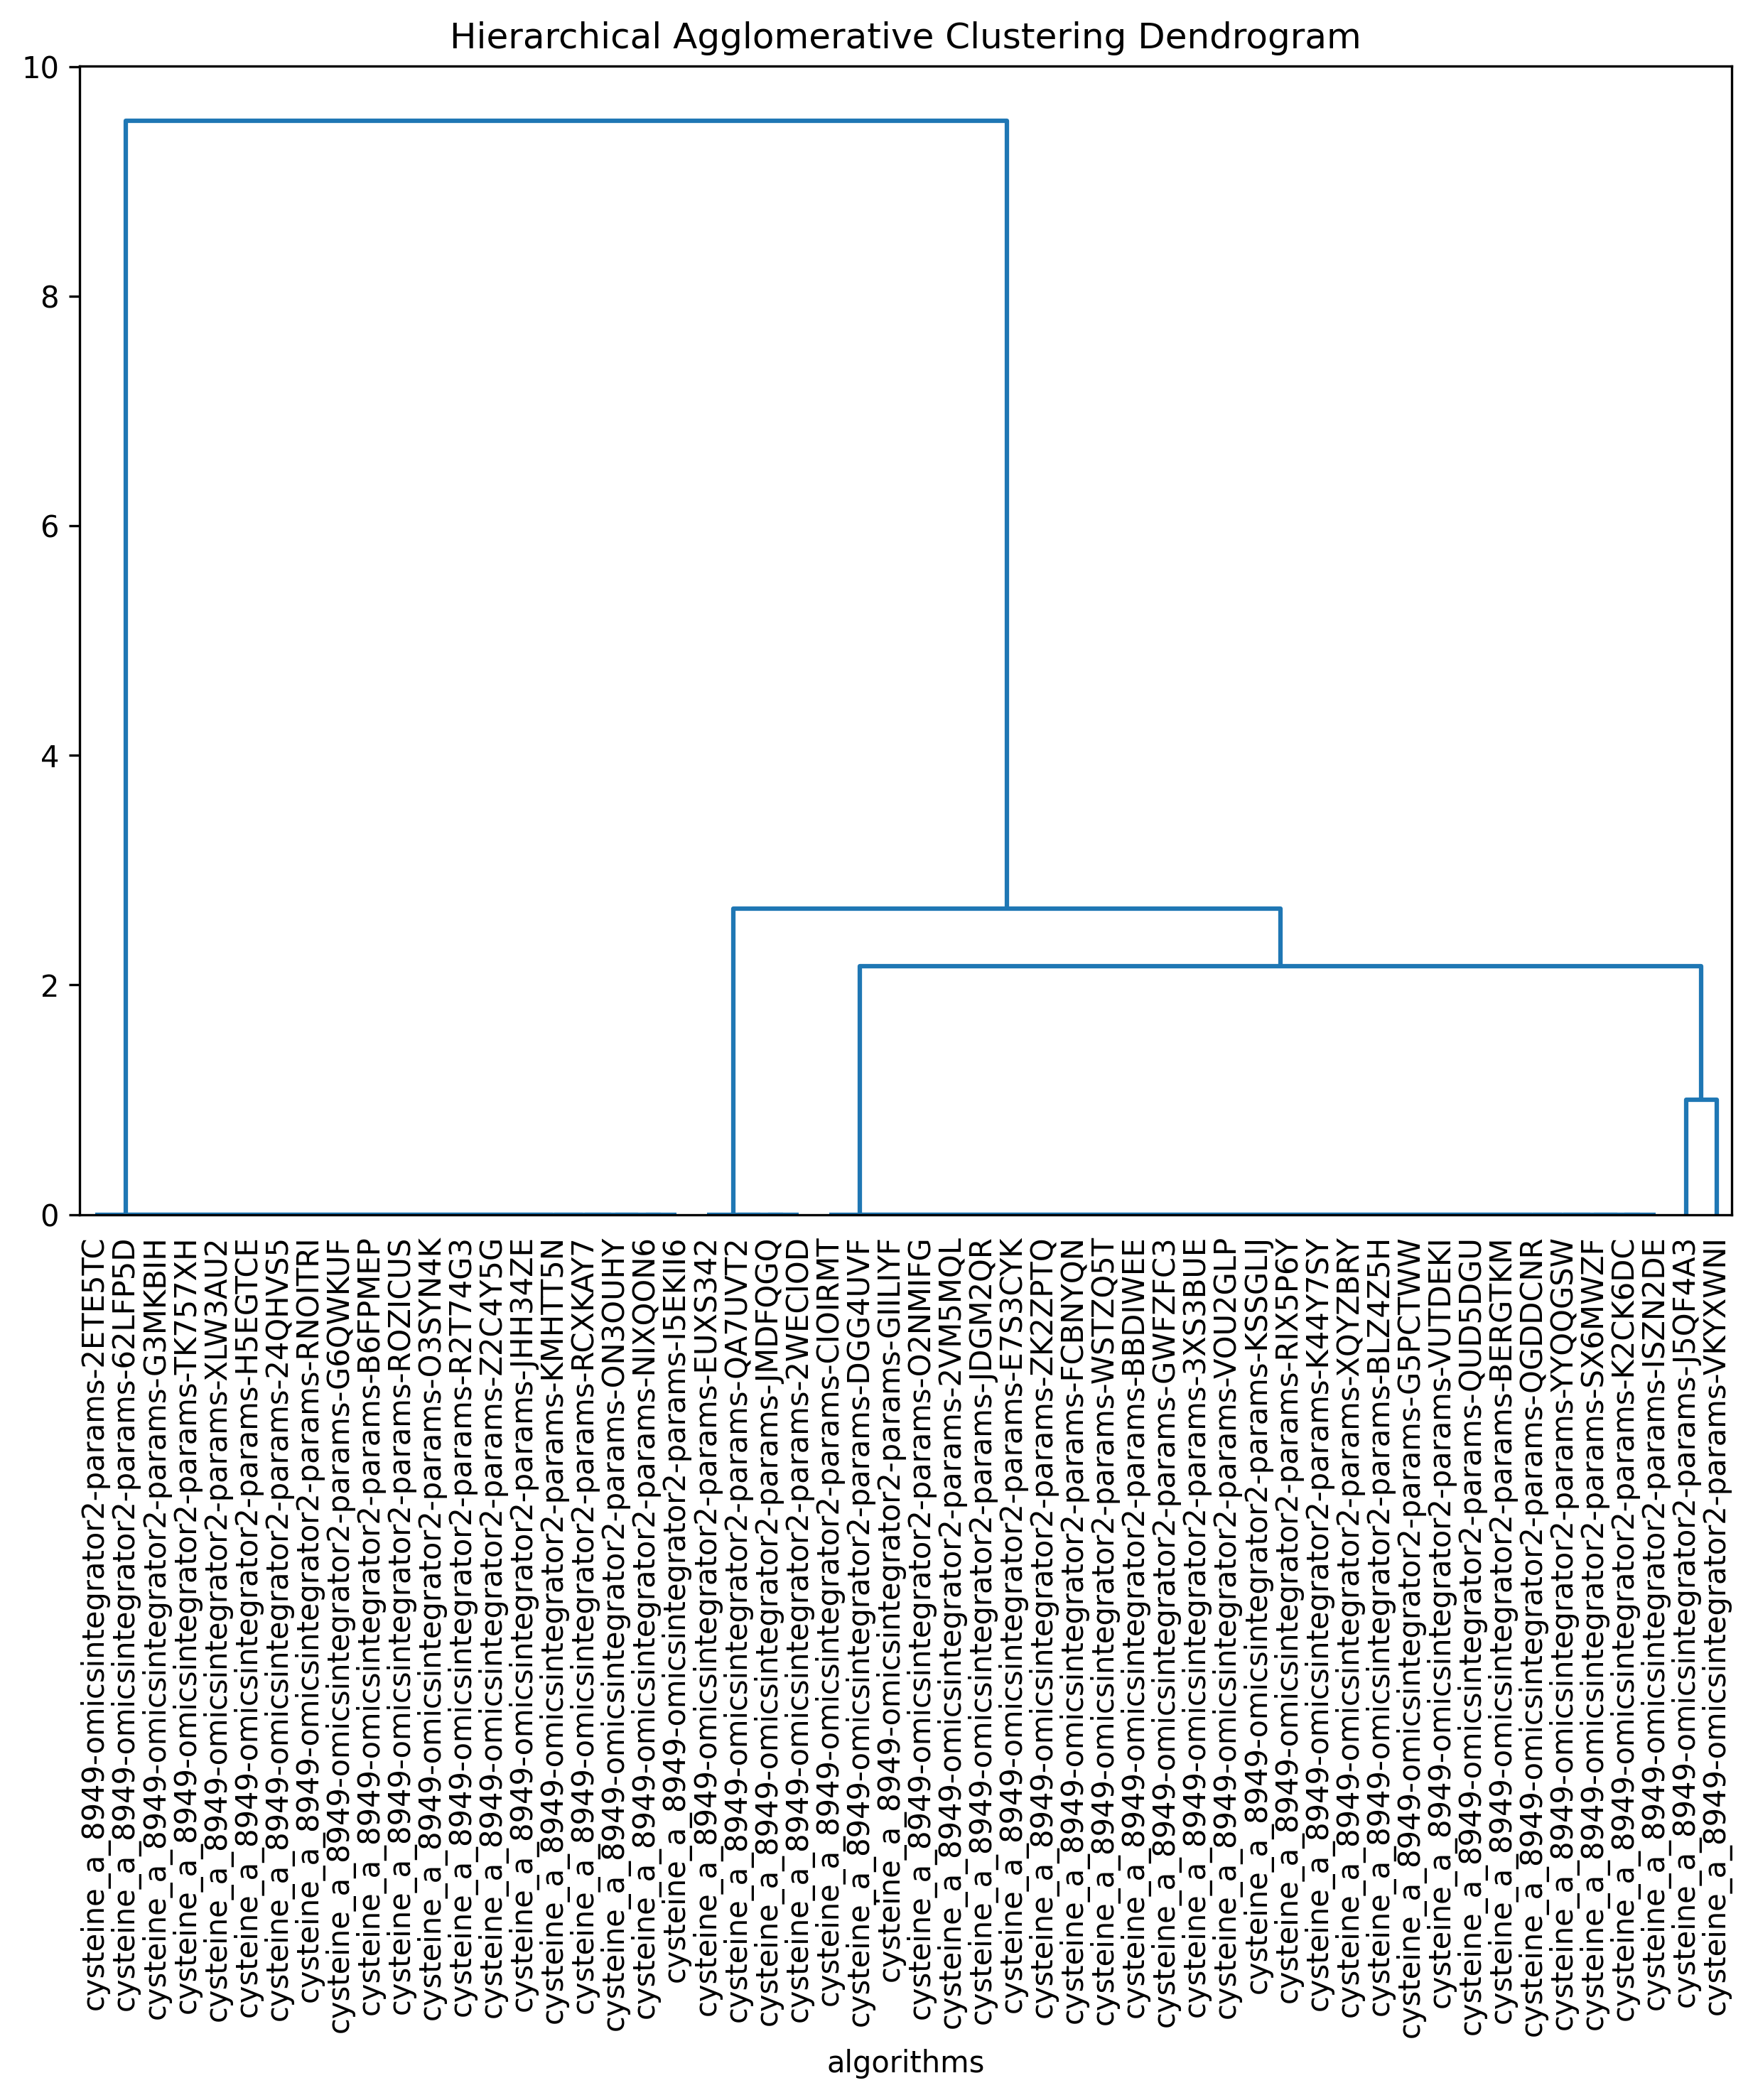 Hierarchical Agglomerative Clustering Dendrogram
10
8
6
4
2
0
cysteine_a_8949-omicsintegrator2-params-2ETE5TC
cysteine_a_8949-omicsintegrator2-params-62LFP5D
cysteine_a_8949-omicsintegrator2-params-G3MKBIH
cysteine_a_8949-omicsintegrator2-params-TK757XH
cysteine_a_8949-omicsintegrator2-params-XLW3AU2
cysteine_a_8949-omicsintegrator2-params-H5EGTCE
cysteine_a_8949-omicsintegrator2-params-24QHVS5
cysteine_a_8949-omicsintegrator2-params-RNOITRI
cysteine_a_8949-omicsintegrator2-params-G6QWKUF
cysteine_a_8949-omicsintegrator2-params-B6FPMEP
cysteine_a_8949-omicsintegrator2-params-ROZICUS
cysteine_a_8949-omicsintegrator2-params-O3SYN4K
cysteine_a_8949-omicsintegrator2-params-R2T74G3
cysteine_a_8949-omicsintegrator2-params-Z2C4Y5G
cysteine_a_8949-omicsintegrator2-params-JHH34ZE
cysteine_a_8949-omicsintegrator2-params-KMHTT5N
cysteine_a_8949-omicsintegrator2-params-RCXKAY7
cysteine_a_8949-omicsintegrator2-params-ON3OUHY
cysteine_a_8949-omicsintegrator2-params-NIXQON6
cysteine_a_8949-omicsintegrator2-params-I5EKII6
cysteine_a_8949-omicsintegrator2-params-EUXS342
cysteine_a_8949-omicsintegrator2-params-QA7UVT2
cysteine_a_8949-omicsintegrator2-params-JMDFQGQ
cysteine_a_8949-omicsintegrator2-params-2WECIOD
cysteine_a_8949-omicsintegrator2-params-CIOIRMT
cysteine_a_8949-omicsintegrator2-params-DGG4UVF
cysteine_a_8949-omicsintegrator2-params-GIILIYF
cysteine_a_8949-omicsintegrator2-params-O2NMIFG
cysteine_a_8949-omicsintegrator2-params-2VM5MQL
cysteine_a_8949-omicsintegrator2-params-JDGM2QR
cysteine_a_8949-omicsintegrator2-params-E7S3CYK
cysteine_a_8949-omicsintegrator2-params-ZK2ZPTQ
cysteine_a_8949-omicsintegrator2-params-FCBNYQN
cysteine_a_8949-omicsintegrator2-params-WSTZQ5T
cysteine_a_8949-omicsintegrator2-params-BBDIWEE
cysteine_a_8949-omicsintegrator2-params-GWFZFC3
cysteine_a_8949-omicsintegrator2-params-3XS3BUE
cysteine_a_8949-omicsintegrator2-params-VOU2GLP
cysteine_a_8949-omicsintegrator2-params-KSSGLIJ
cysteine_a_8949-omicsintegrator2-params-RIX5P6Y
cysteine_a_8949-omicsintegrator2-params-K44Y7SY
cysteine_a_8949-omicsintegrator2-params-XQYZBRY
cysteine_a_8949-omicsintegrator2-params-BLZ4Z5H
cysteine_a_8949-omicsintegrator2-params-G5PCTWW
cysteine_a_8949-omicsintegrator2-params-VUTDEKI
cysteine_a_8949-omicsintegrator2-params-QUD5DGU
cysteine_a_8949-omicsintegrator2-params-BERGTKM
cysteine_a_8949-omicsintegrator2-params-QGDDCNR
cysteine_a_8949-omicsintegrator2-params-YYQQGSW
cysteine_a_8949-omicsintegrator2-params-SX6MWZF
cysteine_a_8949-omicsintegrator2-params-K2CK6DC
cysteine_a_8949-omicsintegrator2-params-ISZN2DE
cysteine_a_8949-omicsintegrator2-params-J5QF4A3
cysteine_a_8949-omicsintegrator2-params-VKYXWNI
algorithms